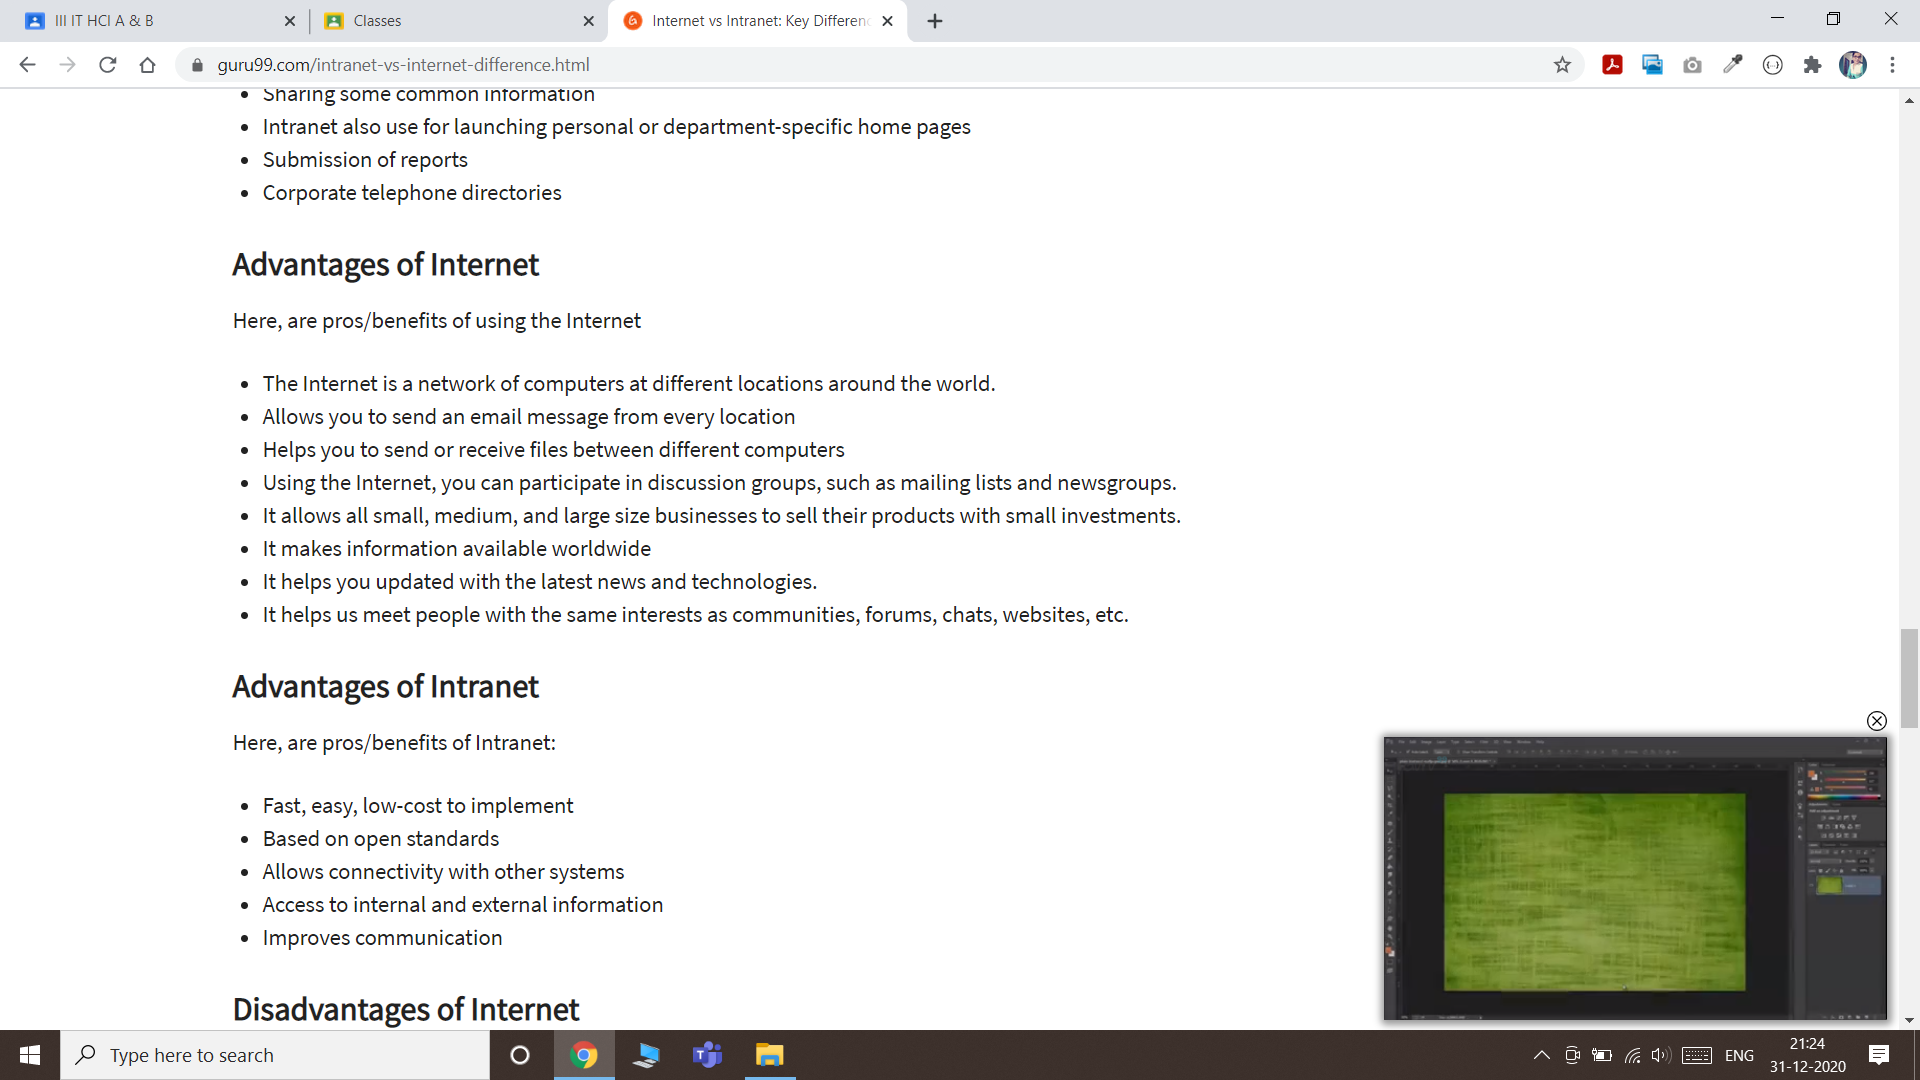 III IT HCI A & B
Classes
Internet vs Intranet: Key Differen
guru99.com/intranet-vs-internet-difference.html
Sharing some common information
Intranet also use for launching personal or department-specific home pages
Submission of reports
Corporate telephone directories
Advantages of Internet
Here, are pros/benefits of using the Internet
The Internet is a network of computers at different locations around the world.
Allows you to send an email message from every location
Helps you to send or receive files between different computers
Using the Internet, you can participate in discussion groups, such as mailing lists and newsgroups.
It allows all small, medium, and large size businesses to sell their products with small investments.
It makes information available worldwide
It helps you updated with the latest news and technologies.
It helps us meet people with the same interests as communities, forums, chats, websites, etc.
Advantages of Intranet
Here, are pros/benefits of Intranet:
Fast, easy, low-cost to implement
Based on open standards
Allows connectivity with other systems
Access to internal and external information
Improves communication
Disadvantages of Internet
Type here to search
ENG
21:24
31-12-2020